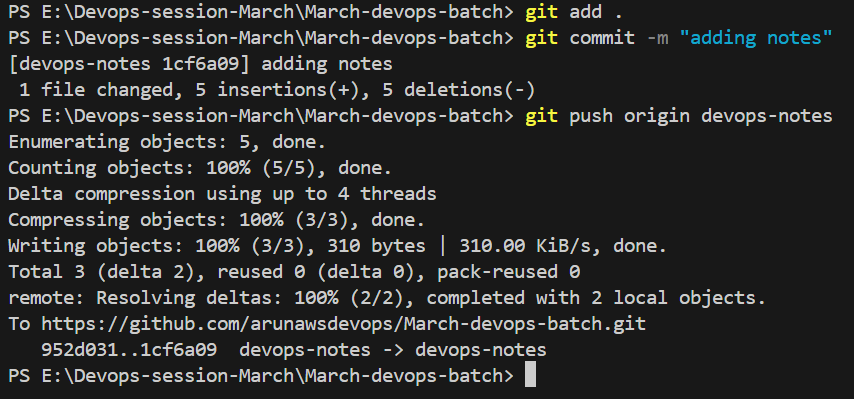 PS E:\Devops-session-March\March-devops-batch> git add .
PS E:\Devops-session-March\March-devops-batch> git commit -m "adding notes"
[devops-notes 1cf6a09] adding notes
 1 file changed, 5 insertions(+), 5 deletions(-)
PS E:\Devops-session-March\March-devops-batch> git push origin devops-notes
Enumerating objects: 5, done.
Counting objects: 100% (5/5), done.
Delta compression using up to 4 threads
Compressing objects: 100% (3/3), done.
Writing objects: 100% (3/3), 310 bytes | 310.00 KiB/s, done.
Total 3 (delta 2), reused 0 (delta 0), pack-reused 0
remote: Resolving deltas: 100% (2/2), completed with 2 local objects.
To https://github.com/arunawsdevops/March-devops-batch.git
   952d031..1cf6a09  devops-notes -> devops-notes
PS E:\Devops-session-March\March-devops-batch>